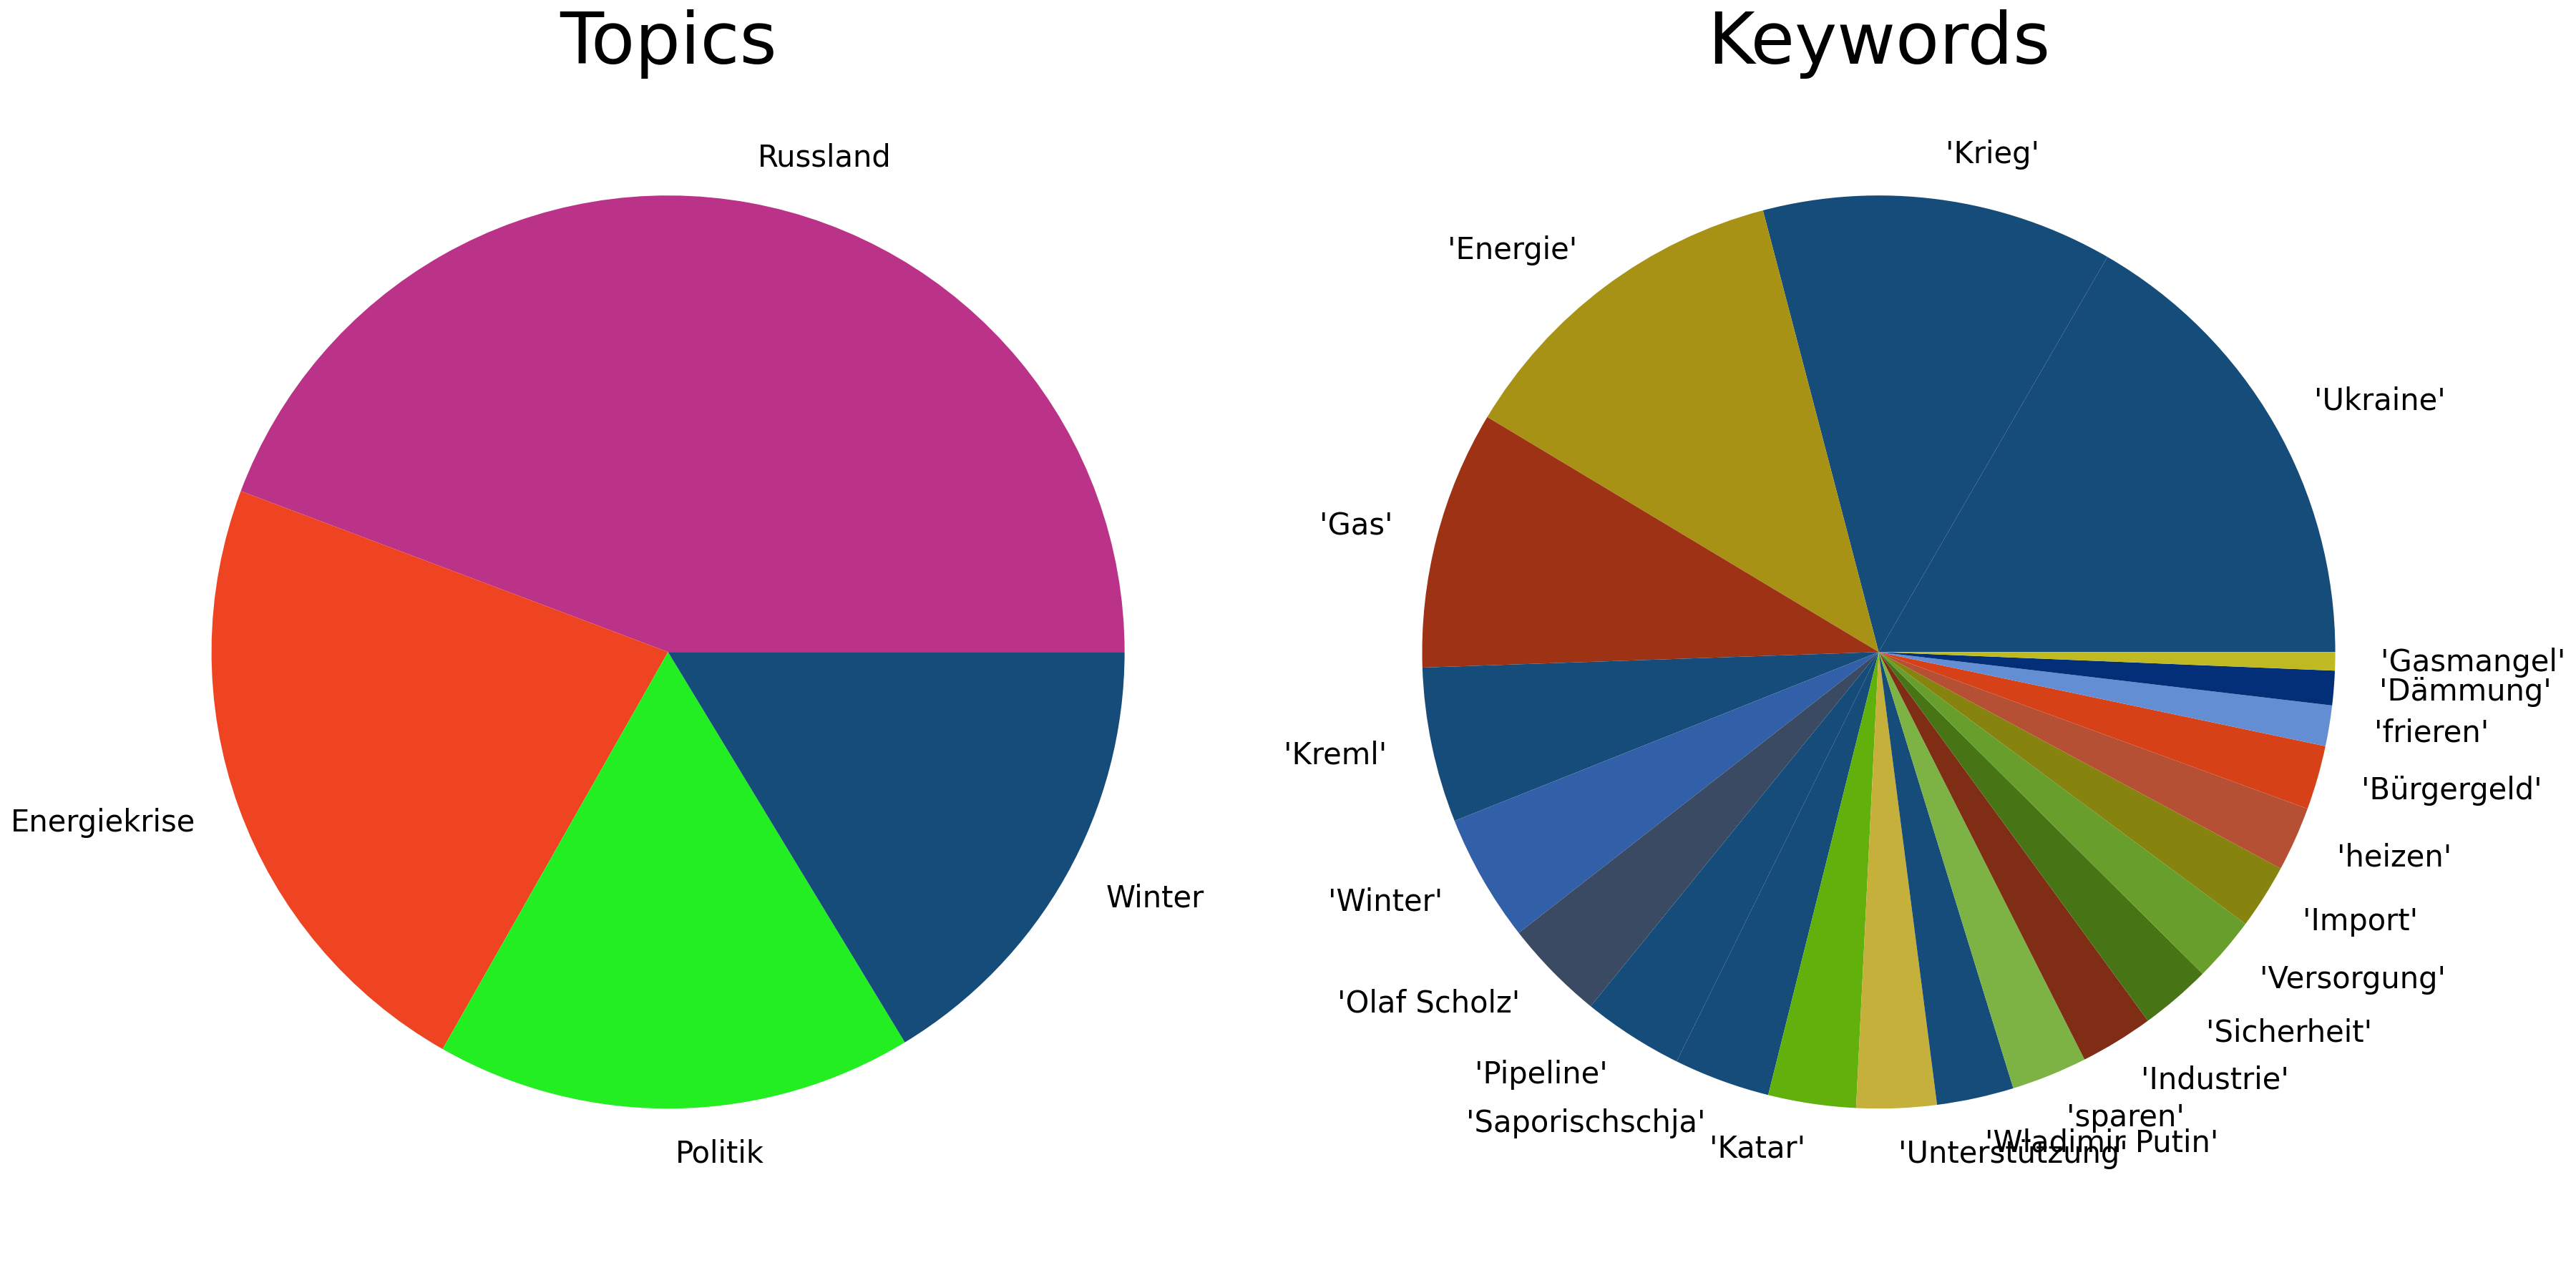 Topics
Russland
Energiekrise
Politik
Winter
Keywords
'Ukraine'
'Krieg'
'Energie'
'Gas'
'Kreml'
'Winter'
'Olaf Scholz'
'Pipeline'
'Saporischschja'
'Katar'
'Unterstützung'
'Wladimir Putin'
'sparen'
'Industrie'
'Sicherheit'
'Versorgung'
'Import'
'heizen'
'Bürgergeld'
'frieren'
'Dämmung'
'Gasmangel'